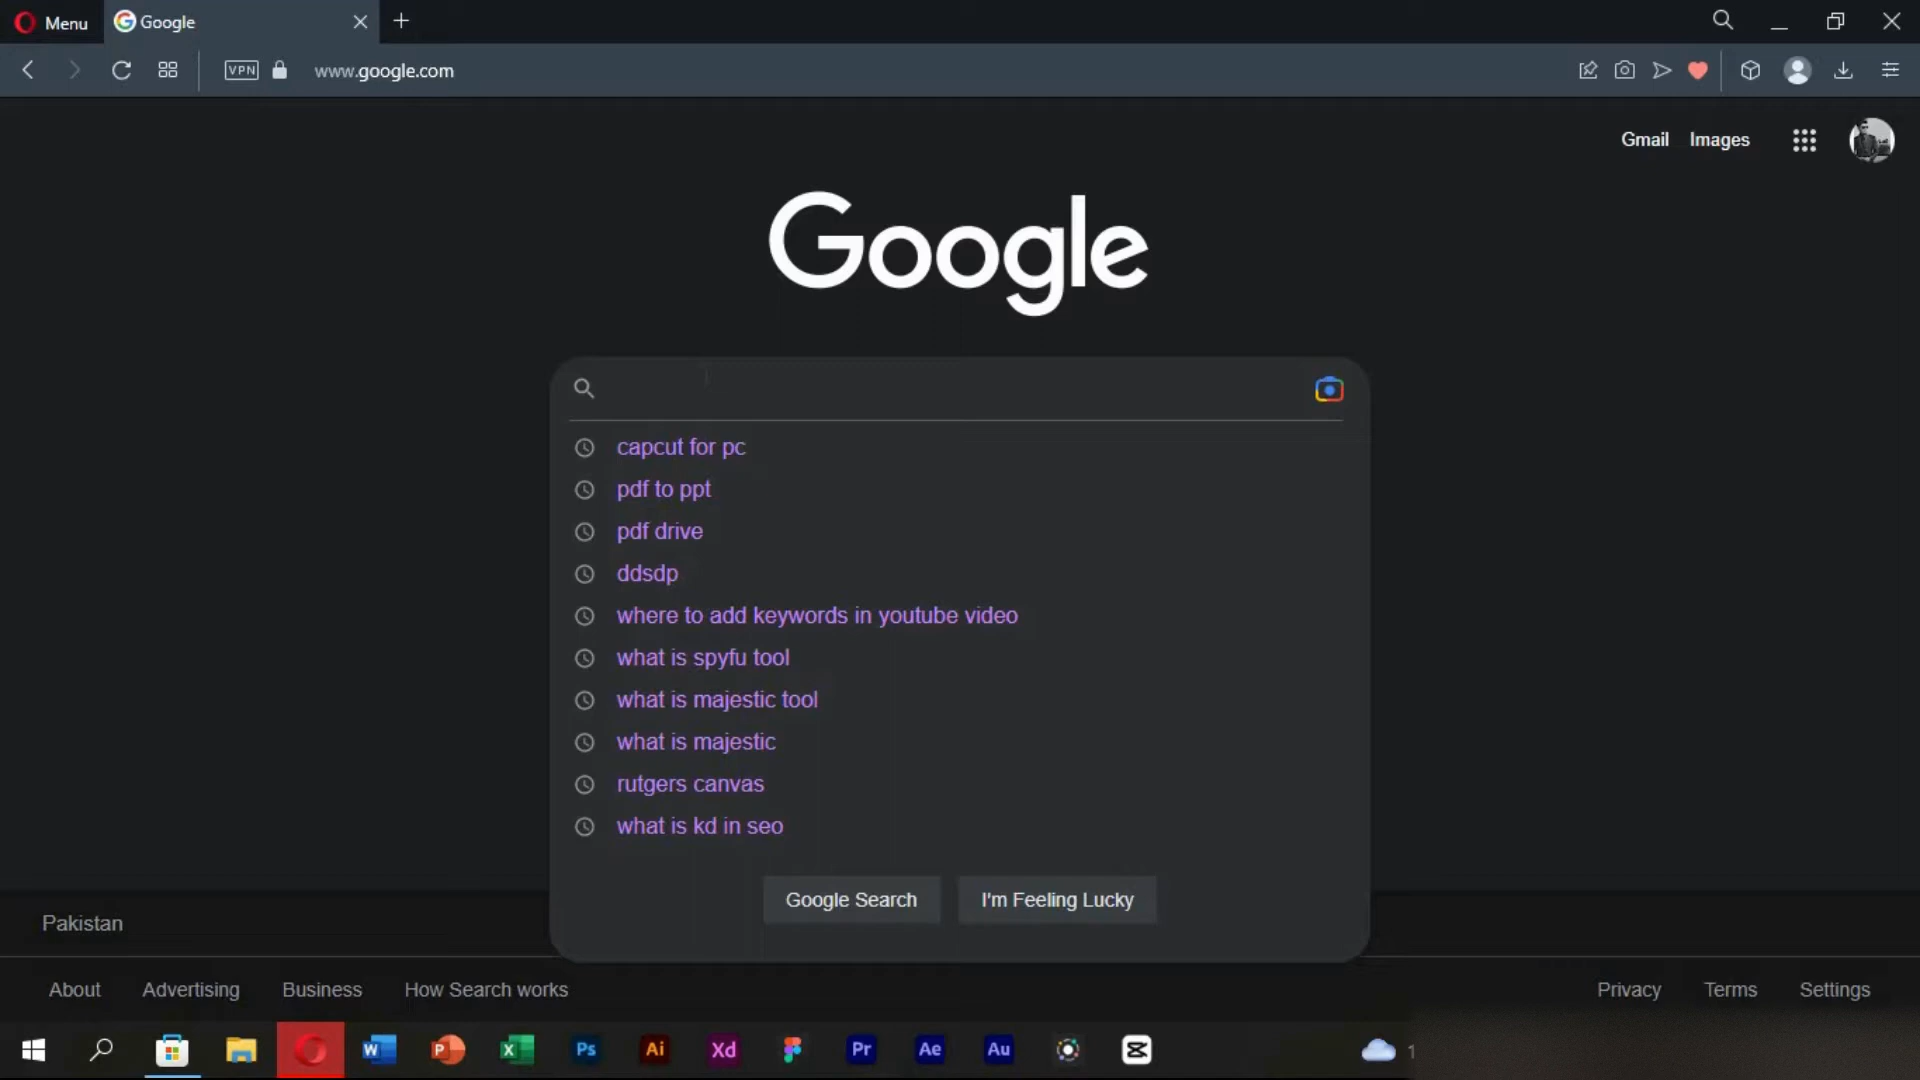 Menu
Google
VPN
www.google.com
Gmail
Images
Google
capcut for pc
pdf to ppt
pdf drive
ddsdp
where to add keywords in youtube video
what is spyfu tool
what is majestic tool
what is majestic
rutgers canvas
what is kd in seo
Google Search
I'm Feeling Lucky
Pakistan
About
Advertising
Business
How Search works
Privacy
Terms
Settings
W
P
X
Ps
Ai
Xd
Pr
Ae
Au
1